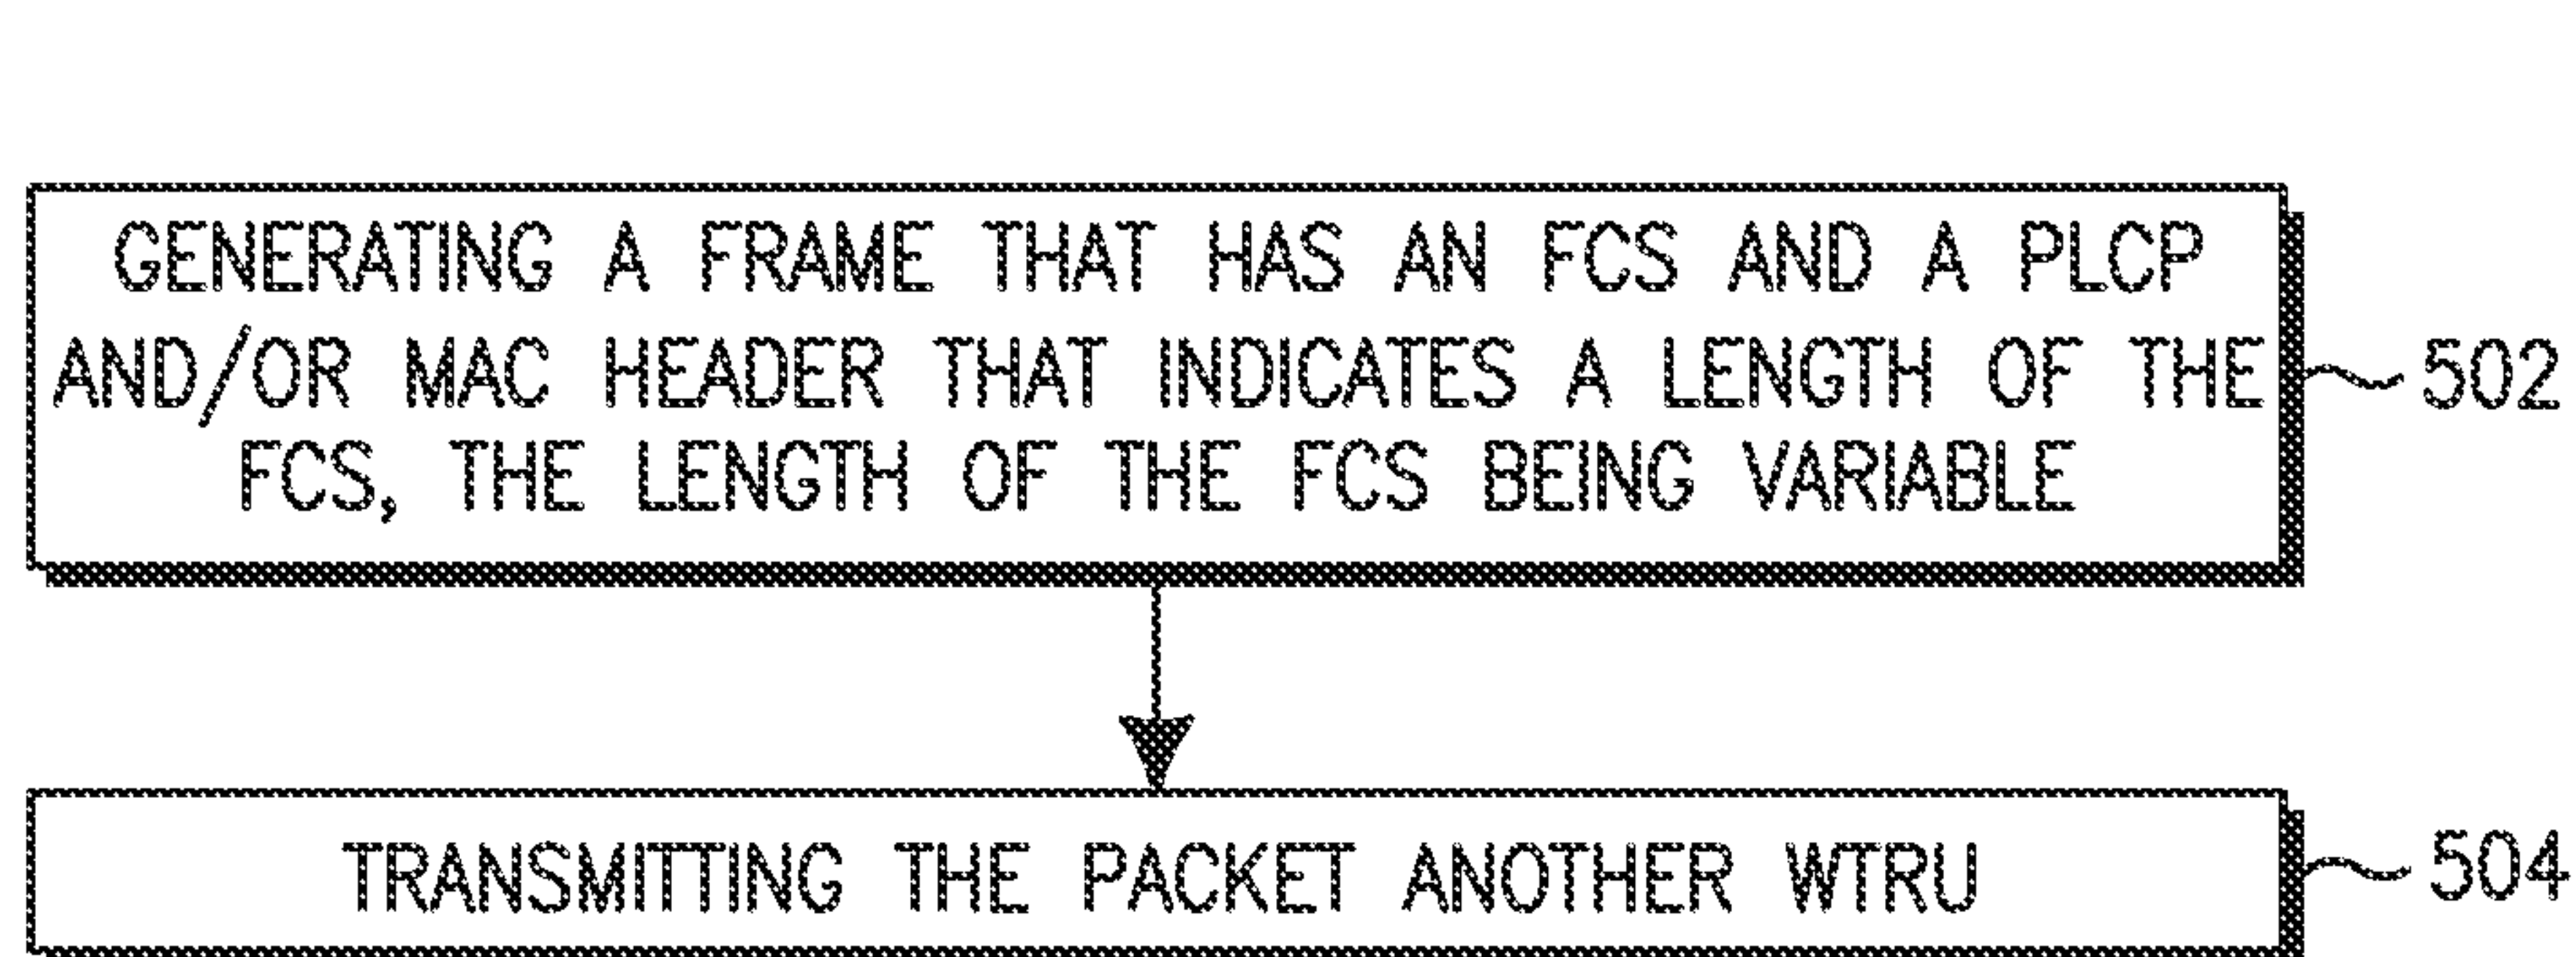 GENERATING A FRAME THAT HAS AN FCS AND A PLCP
AND/OR MAC HEADER THAT INDICATES A LENGTH OF THE
FCS, THE LENGTH OF THE FCS BEING VARIABLE
502
TRANSMITTING THE PACKET ANOTHER WTRU
504